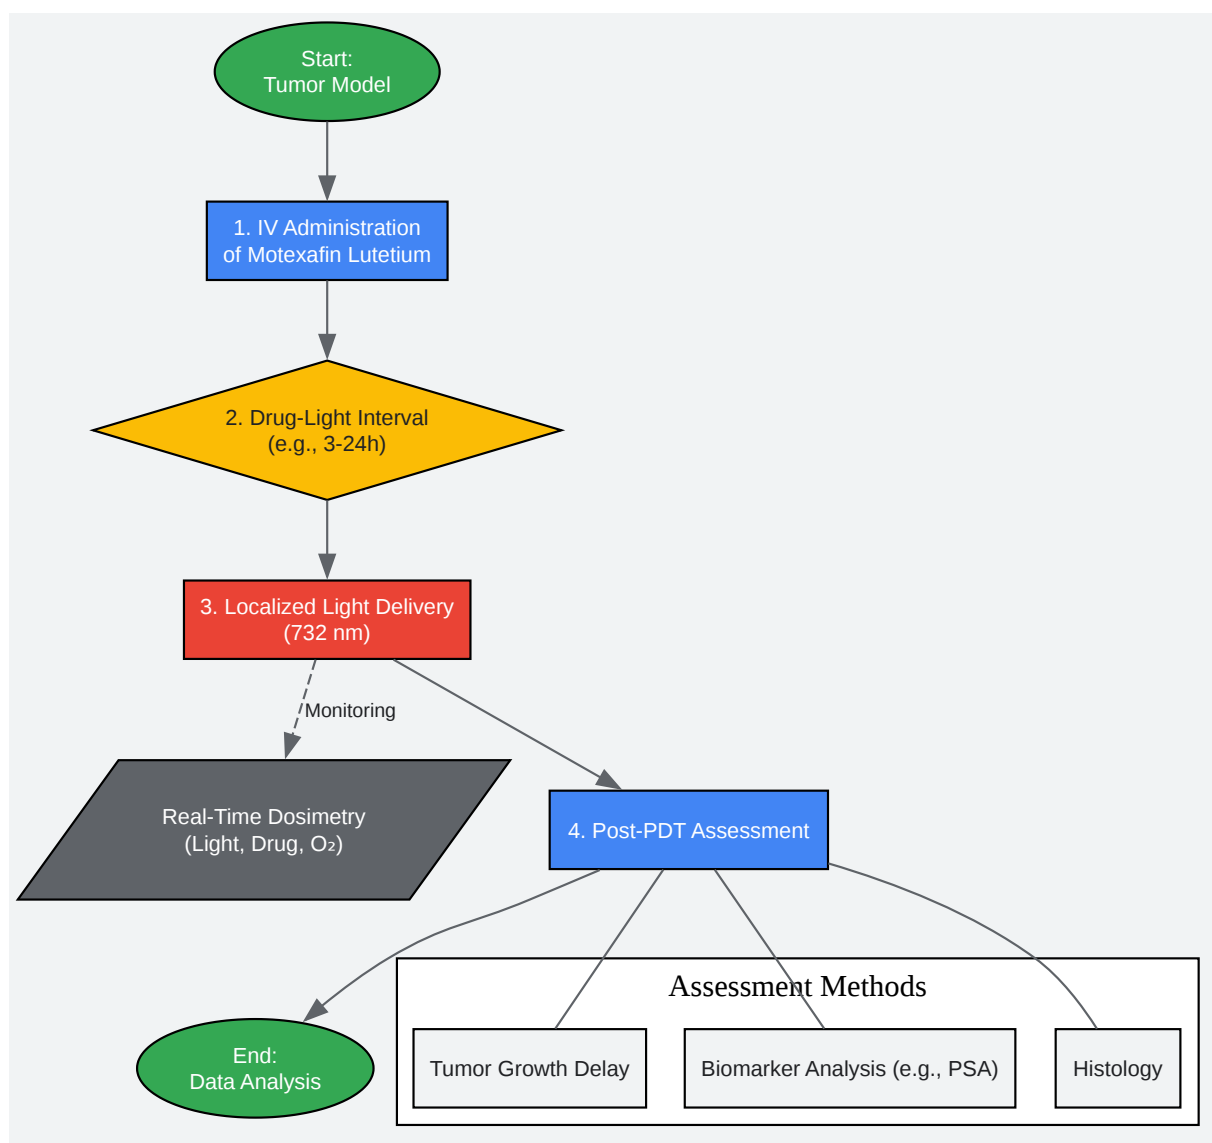 Start:
Tumor Model
1. IV Administration
of Motexafin Lutetium
2. Drug-Light Interval
(e.g., 3-24h)
3. Localized Light Delivery
(732 nm)
Monitoring
Real-Time Dosimetry
(Light, Drug, O₂)
4. Post-PDT Assessment
Assessment Methods
Tumor Growth Delay
Biomarker Analysis (e.g., PSA)
Histology
End:
Data Analysis